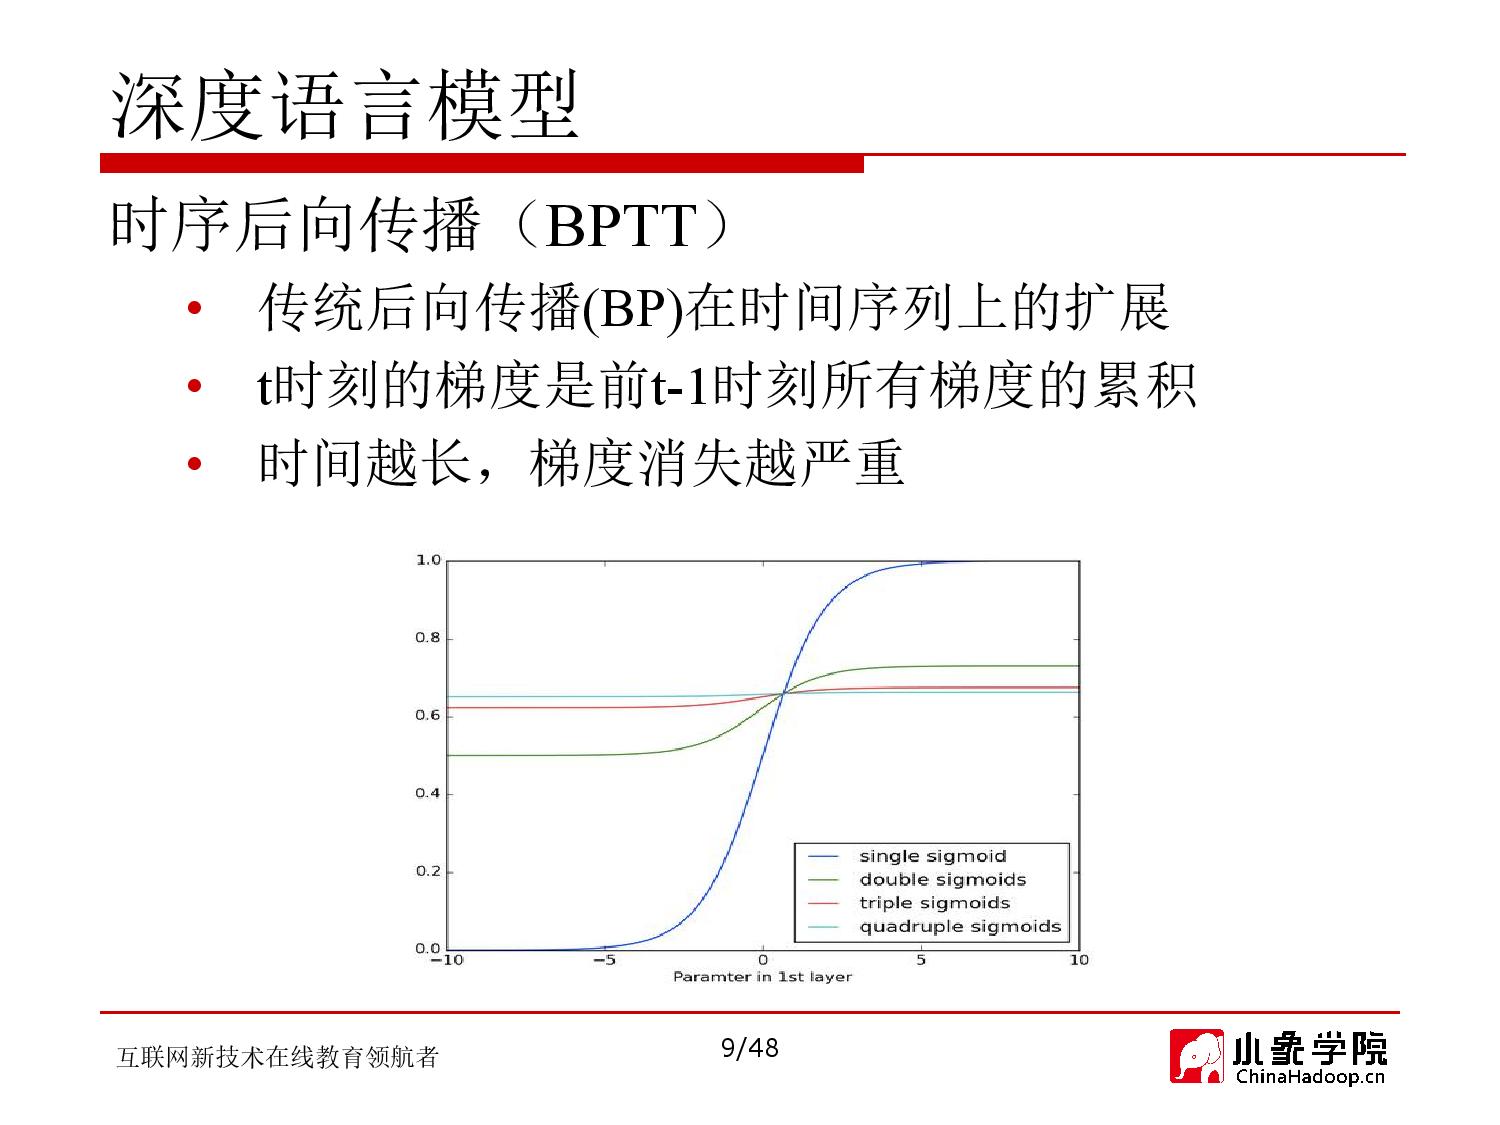 深度语言模型
时序后向传播（BPTT）
• 传统后向传播(BP)在时间序列上的扩展
• t时刻的梯度是前t-1时刻所有梯度的累积
• 时间越长，梯度消失越严重
1.0
0.8
0.6
0.4
0.2
0.0
−10 −5 0 5 10
Paramter in 1st layer
single sigmoid
double sigmoids
triple sigmoids
quadruple sigmoids
互联网新技术在线教育领航者
9/48
小象学院
ChinaHadoop.cn